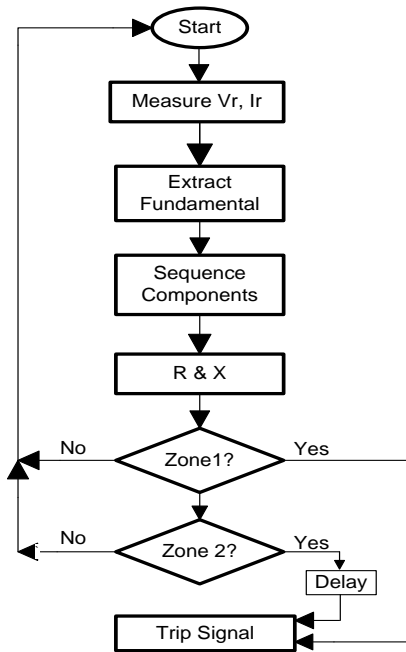 Start
Measure Vr, Ir
Extract
Fundamental
Sequence
Components
R & X
No
Zone1?
Yes
No
Zone 2?
Yes
Delay
Trip Signal